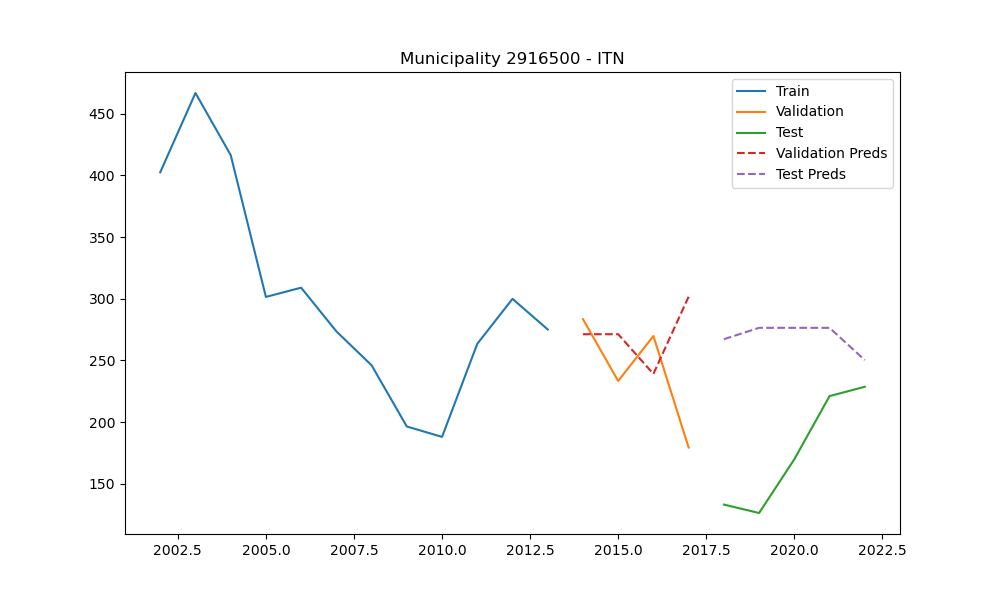 Municipality 2916500 - ITN
Train
Validation
Test
Validation Preds
Test Preds
450
400
350
300
250
200
150
2002.5 2005.0 2007.5 2010.0 2012.5 2015.0 2017.5 2020.0 2022.5